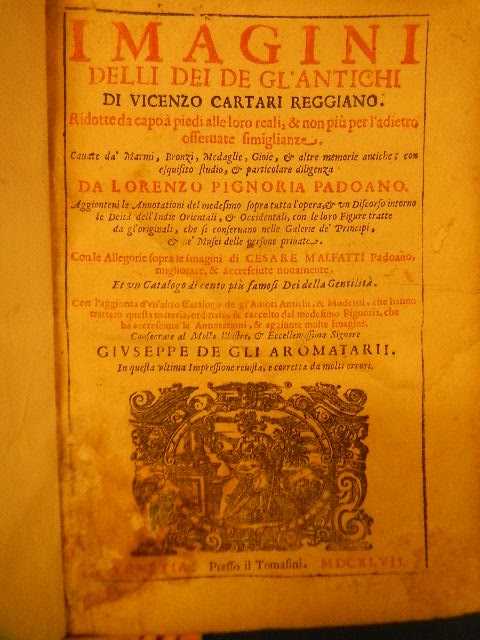 IMAGINI
DELLI DEI DE GL'ANTICHI
DI VICENZO CARTARI REGGIANO.
Ridotte da capo à piedi alle loro reali, & non più per l'adietro
osseruate simiglianze.
Cauate da' Marmi, Bronzi, Medaglie, Gioie, & altre memorie antiche; con
esquisito studio, & particolare diligenza
DA LORENZO PIGNORIA PADOANO.
Aggionteui le Annotationi del medesimo sopra tutta l'opera, & vn Discorso intorno
le Deità dell'Indie Orientali, & Occidentali, con le loro Figure tratte
da gl'originali, che si conseruano nelle Galerie de' Principi,
& ne' Musei delle persone priuate.
Con le Allegorie sopra le Imagini di CESARE MALFATTI Padoano,
migliorate, & accresciute nouamente.
Et vn Catalogo di cento più famosi Dei della Gentilità.
Con l'aggionta d'vn'altro Catalogo de gl'Autori Antichi, & Moderni, che hanno
trattato questa materia, ordinato, & raccolto dal medesimo Pignoria, che
ha accresciute le Annotationi, & aggiunte molte Imagini.
Consecrate al Molto Illustre, & Eccellentissimo Signore
GIVSEPPE DE GLI AROMATARII.
In questa vltima Impressione reuista, e corretta da molti errori.
VENETIA Presso il Tomasini. MDCXLVII.